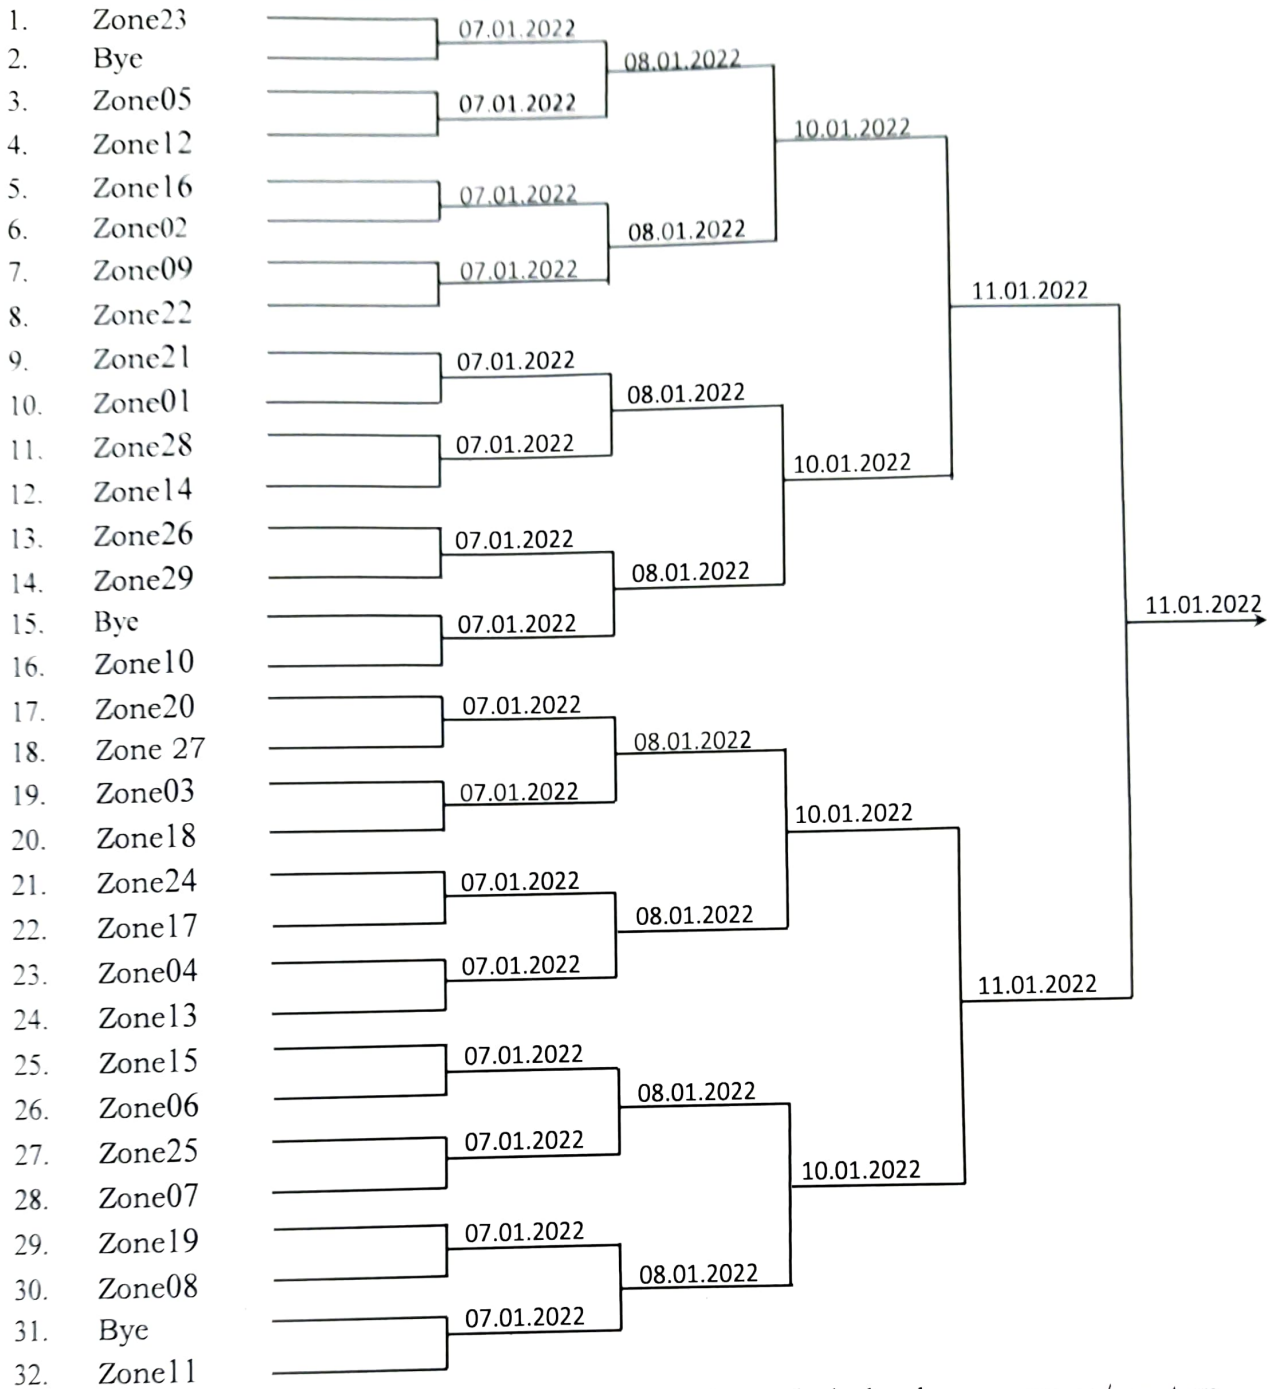 1. Zone23
07.01.2022
2. Bye
08.01.2022
3. Zone05
07.01.2022
4. Zone12
10.01.2022
5. Zone16
07.01.2022
6. Zone02
08.01.2022
7. Zone09
07.01.2022
8. Zone22
11.01.2022
9. Zone21
07.01.2022
10. Zone01
08.01.2022
11. Zone28
07.01.2022
12. Zone14
10.01.2022
13. Zone26
07.01.2022
14. Zone29
08.01.2022
15. Bye
07.01.2022
11.01.2022
16. Zone10
17. Zone20
07.01.2022
18. Zone 27
08.01.2022
19. Zone03
07.01.2022
20. Zone18
10.01.2022
21. Zone24
07.01.2022
22. Zone17
08.01.2022
23. Zone04
07.01.2022
24. Zone13
11.01.2022
25. Zone15
07.01.2022
26. Zone06
08.01.2022
27. Zone25
07.01.2022
28. Zone07
10.01.2022
29. Zone19
07.01.2022
30. Zone08
08.01.2022
31. Bye
07.01.2022
32. Zone11